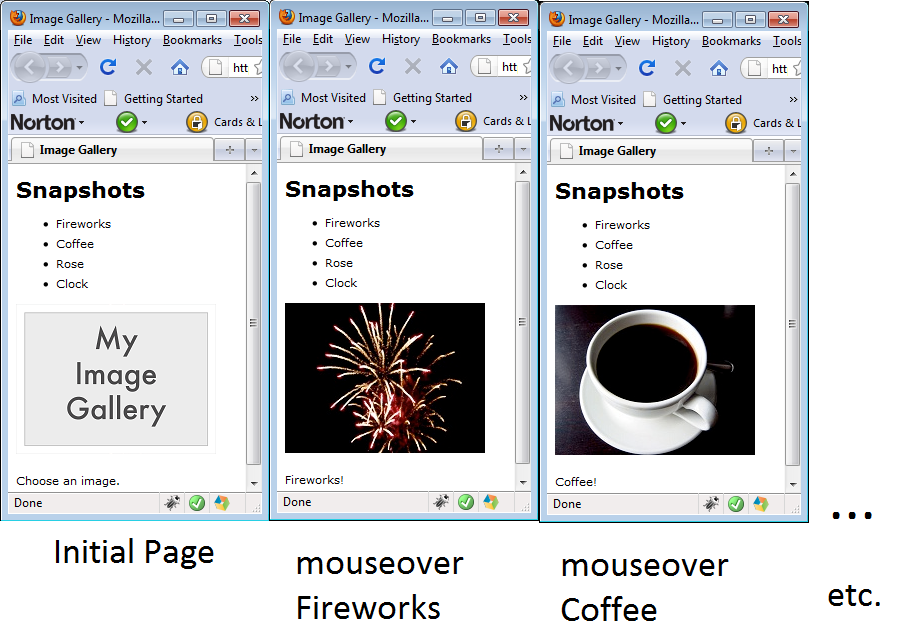 Image Gallery - Mozilla...
File Edit View History Bookmarks Tools
htt
Most Visited Getting Started »
Norton
Cards & L
Image Gallery
Snapshots
• Fireworks
• Coffee
• Rose
• Clock
My
Image
Gallery
Choose an image.
Done
Initial Page
Image Gallery - Mozilla...
File Edit View History Bookmarks Tools
htt
Most Visited Getting Started »
Norton
Cards & L
Image Gallery
Snapshots
• Fireworks
• Coffee
• Rose
• Clock
Fireworks!
Done
mouseover
Fireworks
Image Gallery - Mozilla...
File Edit View History Bookmarks Tools
htt
Most Visited Getting Started »
Norton
Cards & L
Image Gallery
Snapshots
• Fireworks
• Coffee
• Rose
• Clock
Coffee!
Done
mouseover
Coffee
...
etc.